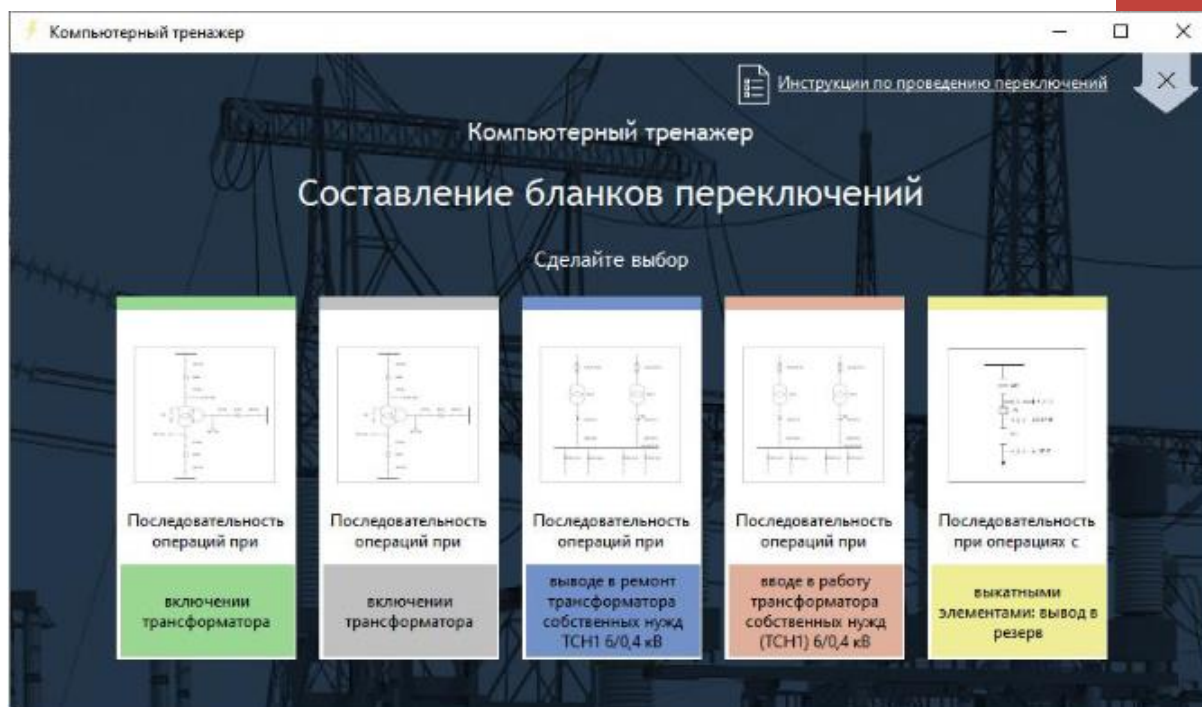 Компьютерный тренажер
Инструкции по проведению переключений
Компьютерный тренажер
Составление бланков переключений
Сделайте выбор
Последовательность
операций при
включении
трансформатора
Последовательность
операций при
включении
трансформатора
Последовательность
операций при
выводе в ремонт
трансформатора
собственных нужд
ТСН1 6/0,4 кВ
Последовательность
операций при
вводе в работу
трансформатора
собственных нужд
(ТСН1) 6/0,4 кВ
Последовательность
при операциях с
выкатными
элементами: вывод в
резерв